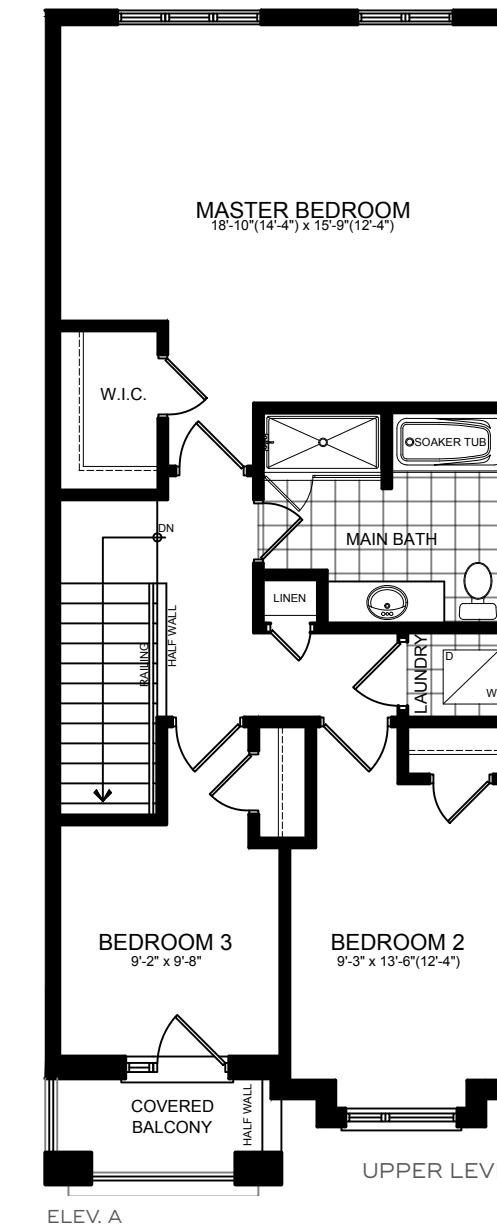 MASTER BEDROOM
18'-10"(14'-4") x 15'-9"(12'-4")
W.I.C.
SOAKER TUB
DN
MAIN BATH
LINEN
HALF WALL
RAILING
LAUNDRY
D
W
BEDROOM 3
9'-2" x 9'-8"
BEDROOM 2
9'-3" x 13'-6"(12'-4")
COVERED
BALCONY
HALF WALL
UPPER LEV
ELEV. A